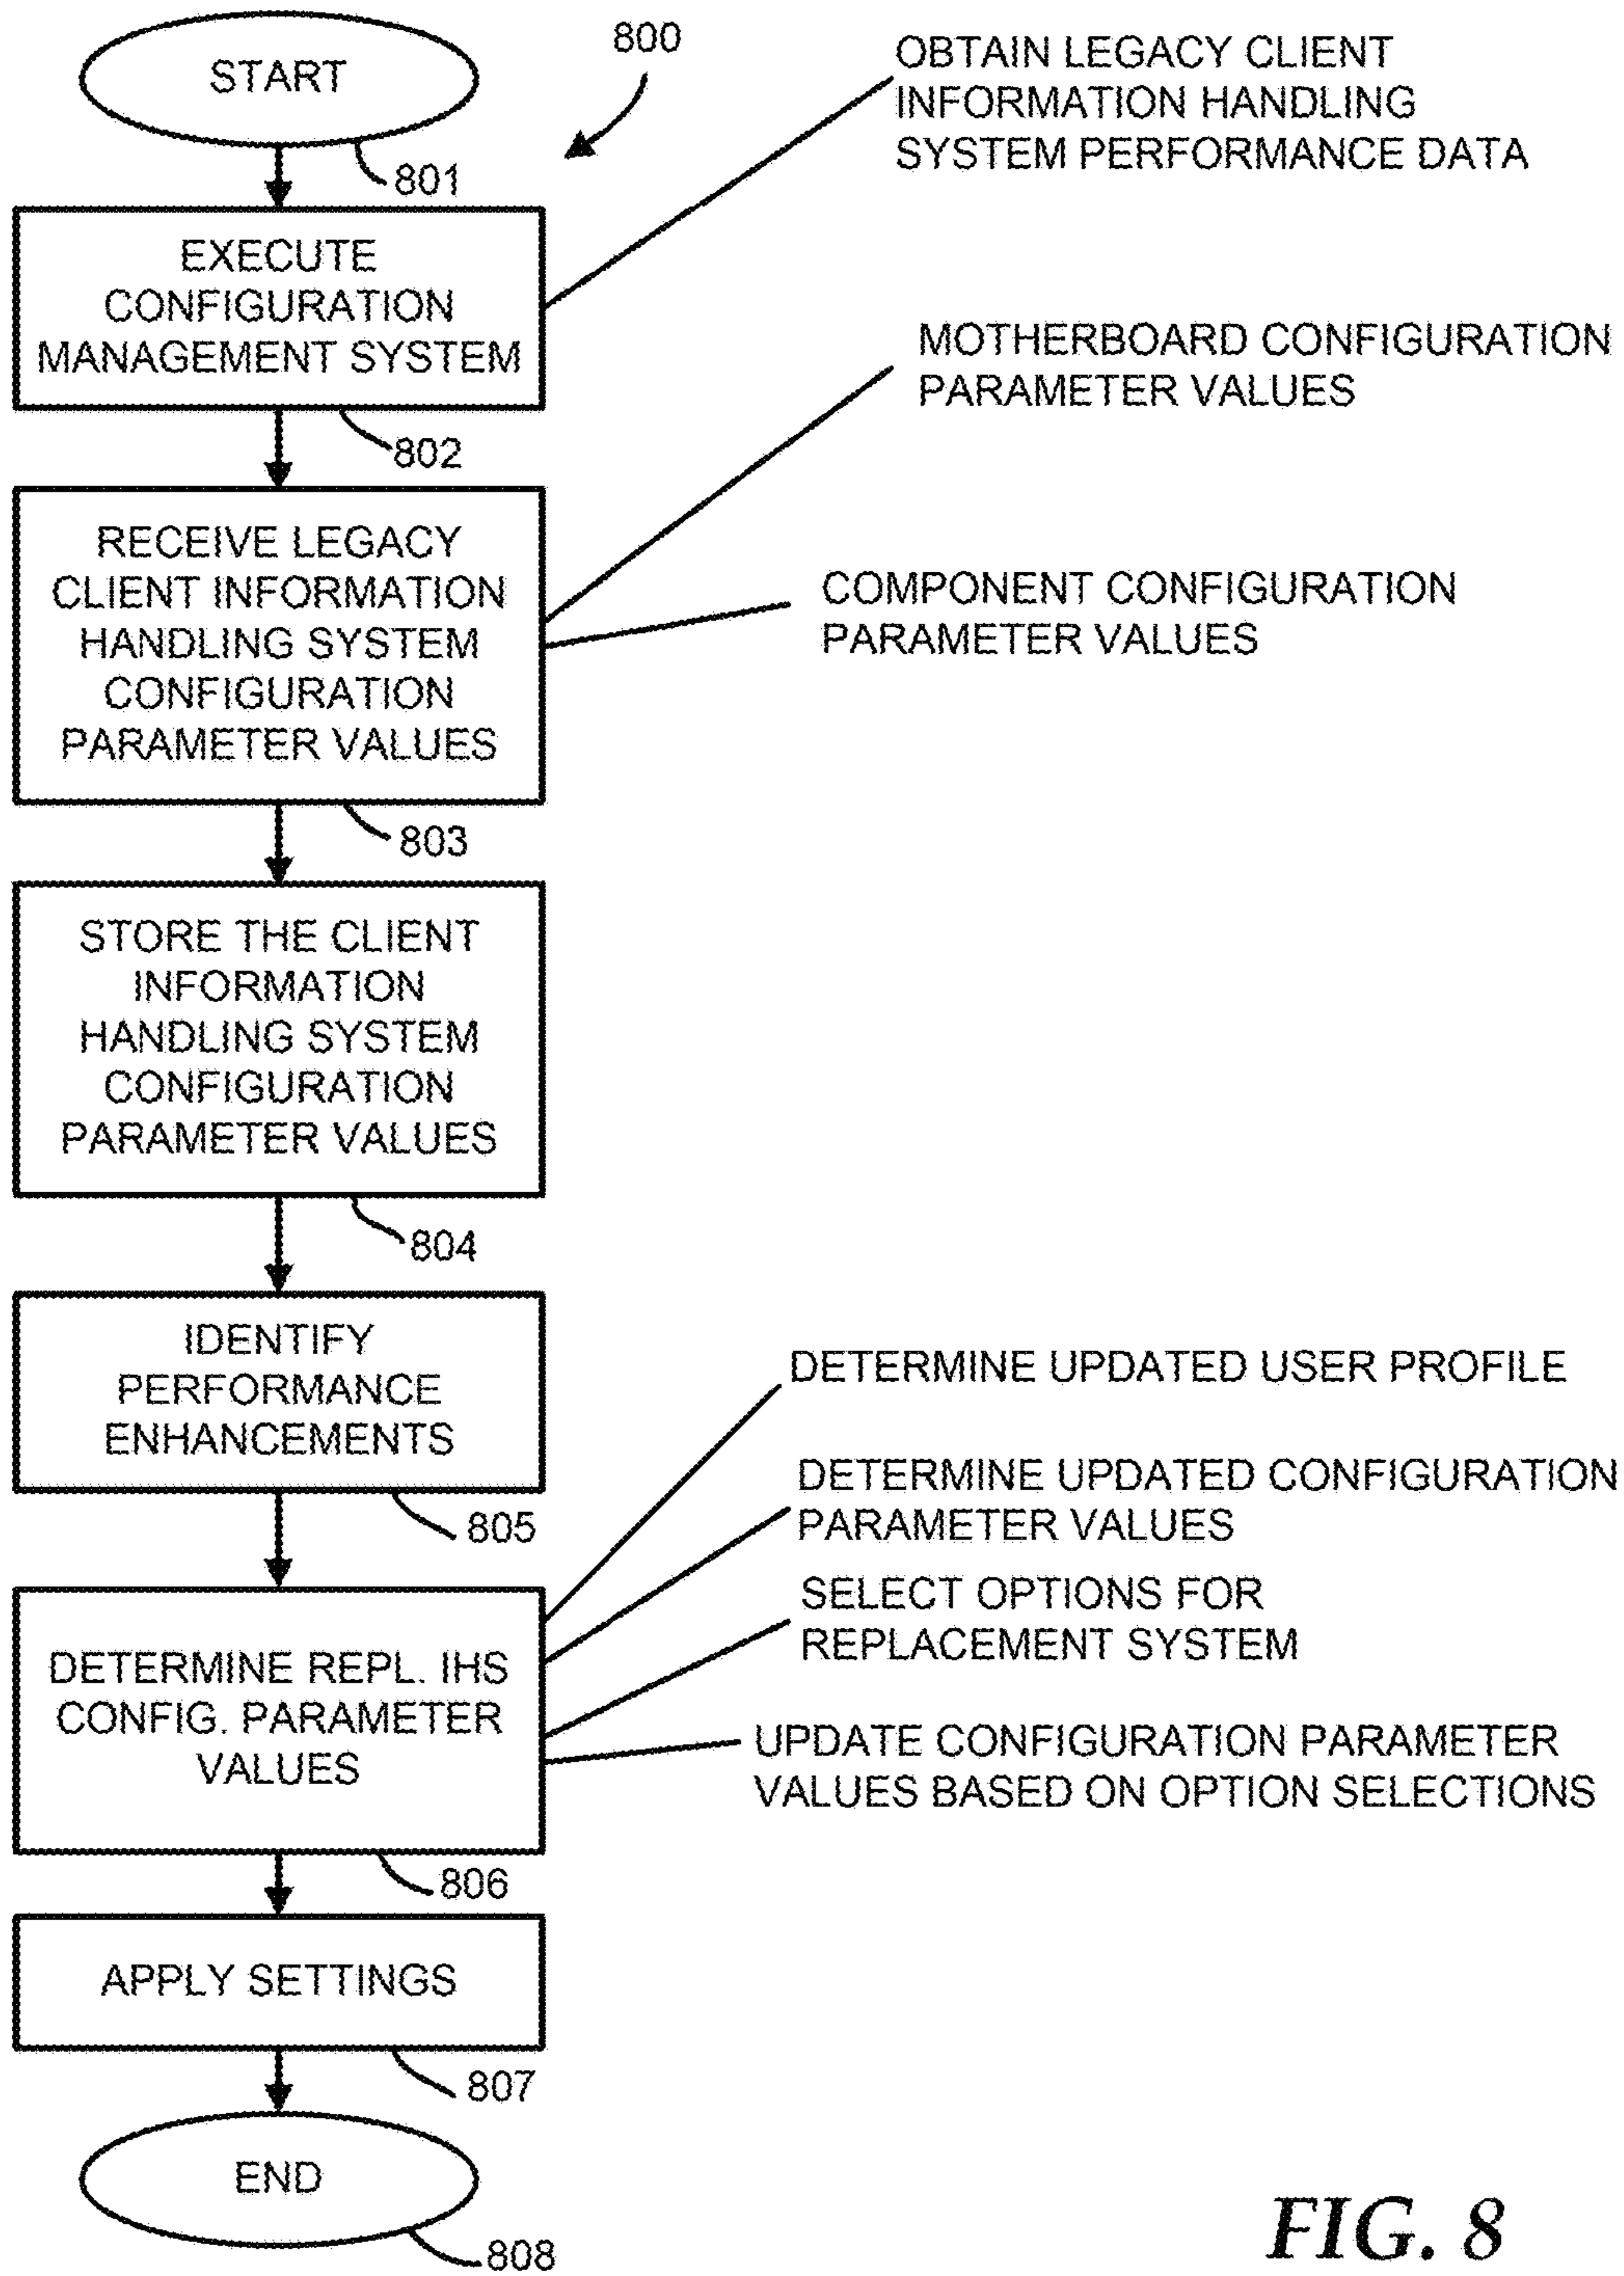 START
800
OBTAIN LEGACY CLIENT
INFORMATION HANDLING
SYSTEM PERFORMANCE DATA
801
EXECUTE
CONFIGURATION
MANAGEMENT SYSTEM
802
MOTHERBOARD CONFIGURATION
PARAMETER VALUES
RECEIVE LEGACY
CLIENT INFORMATION
HANDLING SYSTEM
CONFIGURATION
PARAMETER VALUES
803
COMPONENT CONFIGURATION
PARAMETER VALUES
STORE THE CLIENT
INFORMATION
HANDLING SYSTEM
CONFIGURATION
PARAMETER VALUES
804
IDENTIFY
PERFORMANCE
ENHANCEMENTS
805
DETERMINE UPDATED USER PROFILE
DETERMINE UPDATED CONFIGURATION
PARAMETER VALUES
SELECT OPTIONS FOR
REPLACEMENT SYSTEM
UPDATE CONFIGURATION PARAMETER
VALUES BASED ON OPTION SELECTIONS
DETERMINE REPL. IHS
CONFIG. PARAMETER
VALUES
806
APPLY SETTINGS
807
END
808
FIG. 8